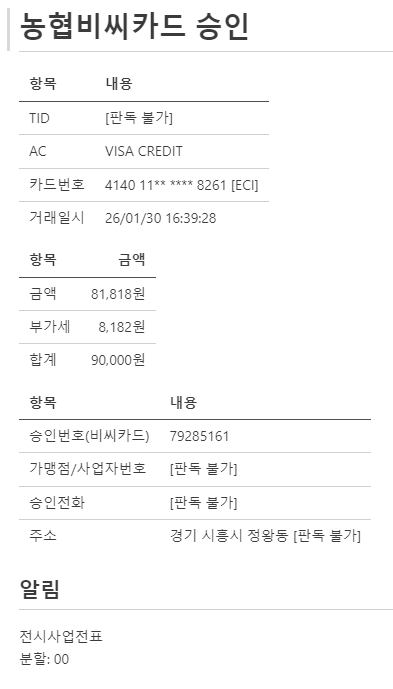 농협비씨카드 승인
항목 내용
TID [판독 불가]
AC VISA CREDIT
카드번호 4140 11** **** 8261 [ECI]
거래일시 26/01/30 16:39:28
항목 금액
금액 81,818원
부가세 8,182원
합계 90,000원
항목 내용
승인번호(비씨카드) 79285161
가맹점/사업자번호 [판독 불가]
승인전화 [판독 불가]
주소 경기 시흥시 정왕동 [판독 불가]
알림
전시사업전표
분할: 00